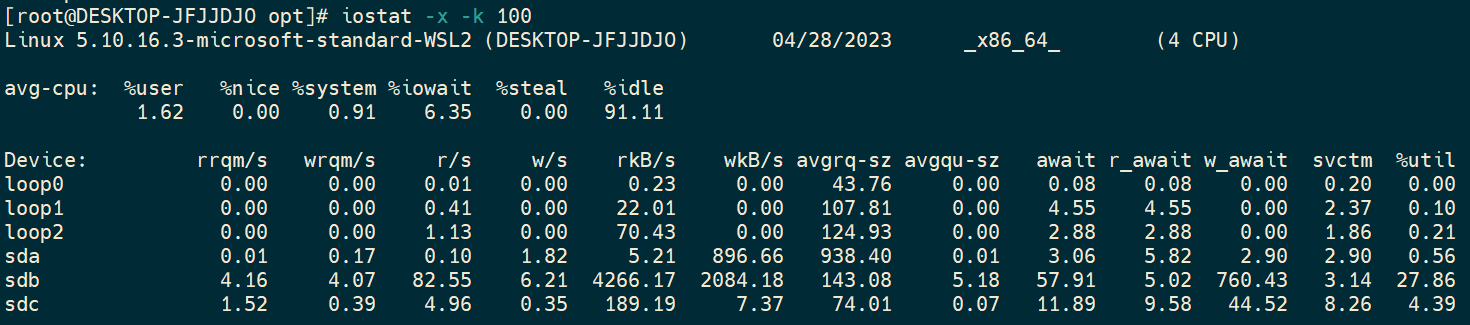 [root@DESKTOP-JFJJDJO opt]# iostat -x -k 100
Linux 5.10.16.3-microsoft-standard-WSL2 (DESKTOP-JFJJDJO) 04/28/2023 _x86_64_ (4 CPU)
avg-cpu: %user %nice %system %iowait %steal %idle
1.62 0.00 0.91 6.35 0.00 91.11
Device: rrqm/s wrqm/s r/s w/s rkB/s wkB/s avgrq-sz avgqu-sz await r_await w_await svctm %util
loop0 0.00 0.00 0.01 0.00 0.23 0.00 43.76 0.00 0.08 0.08 0.00 0.20 0.00
loop1 0.00 0.00 0.41 0.00 22.01 0.00 107.81 0.00 4.55 4.55 0.00 2.37 0.10
loop2 0.00 0.00 1.13 0.00 70.43 0.00 124.93 0.00 2.88 2.88 0.00 1.86 0.21
sda 0.01 0.17 0.10 1.82 5.21 896.66 938.40 0.01 3.06 5.82 2.90 2.90 0.56
sdb 4.16 4.07 82.55 6.21 4266.17 2084.18 143.08 5.18 57.91 5.02 760.43 3.14 27.86
sdc 1.52 0.39 4.96 0.35 189.19 7.37 74.01 0.07 11.89 9.58 44.52 8.26 4.39